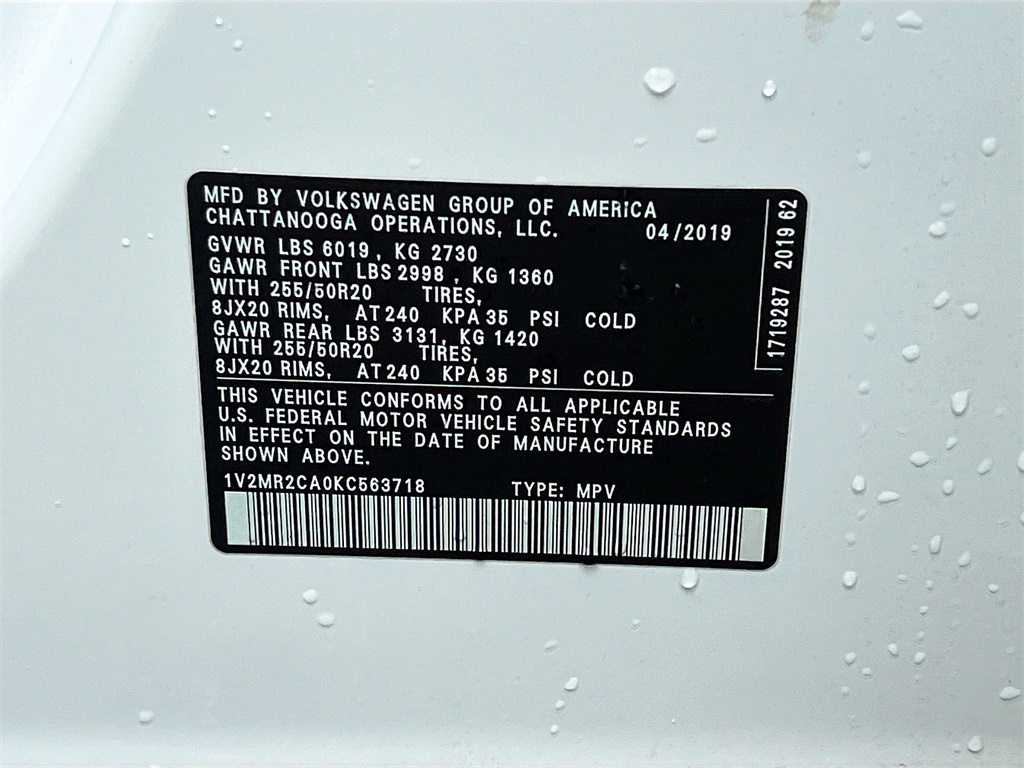 MFD BY VOLKSWAGEN GROUP OF AMERICA
CHATTANOOGA OPERATIONS, LLC. 04/2019
GVWR LBS 6019, KG 2730
GAWR FRONT LBS 2998, KG 1360
WITH 255/50R20 TIRES,
8JX20 RIMS, AT 240 KPA 35 PSI COLD
GAWR REAR LBS 3131, KG 1420
WITH 255/50R20 TIRES,
8JX20 RIMS, AT 240 KPA 35 PSI COLD
THIS VEHICLE CONFORMS TO ALL APPLICABLE
U.S. FEDERAL MOTOR VEHICLE SAFETY STANDARDS
IN EFFECT ON THE DATE OF MANUFACTURE
SHOWN ABOVE.
1V2MR2CA0KC563718 TYPE: MPV
1719287 2019 62